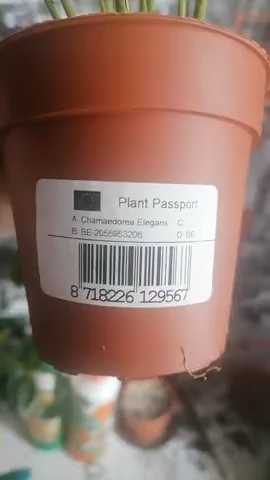 Plant Passport
A Chamaedorea Elegans C:
B BE-2055953206 D BE
8 718226 129567